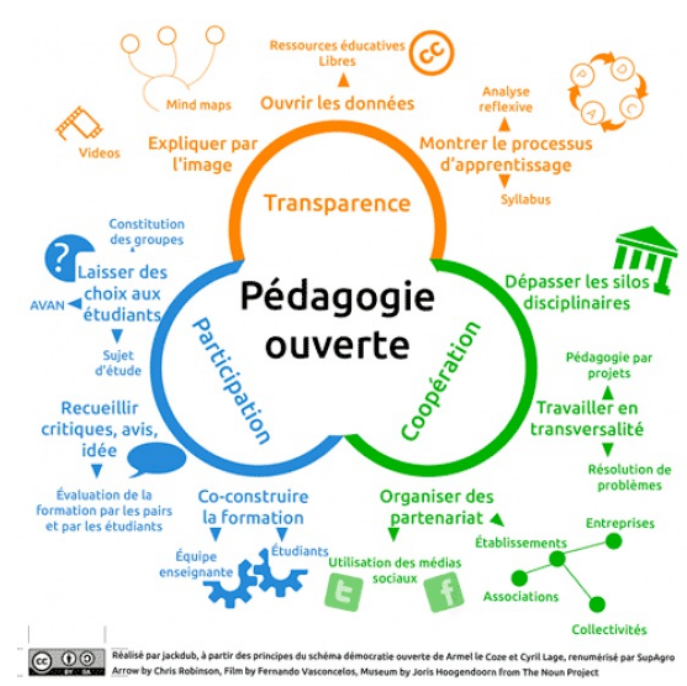 Ressources éducatives
Libres
cc
Mind maps
Ouvrir les données
Analyse
reflexive
P
D
C
A
Videos
Expliquer par
l'image
Montrer le processus
d'apprentissage
Syllabus
Transparence
Constitution
des groupes
?
Laisser des
choix aux
étudiants
AVAN
Sujet
d'étude
Pédagogie
ouverte
Participation
Coopération
Dépasser les silos
disciplinaires
Pédagogie par
projets
Travailler en
transversalité
Résolution de
problèmes
Recueillir
critiques, avis,
idée
Évaluation de la
formation par les pairs
et par les étudiants
Co-construire
la formation
Équipe
enseignante
Étudiants
Organiser des
partenariat
Utilisation des médias
sociaux
t
f
Établissements
Entreprises
Associations
Collectivités
cc
BY SA
Réalisé par jackdub, à partir des principes du schéma démocratie ouverte de Armel le Coze et Cyril Lage, renumérisé par SupAgro
Arrow by Chris Robinson, Film by Fernando Vasconcelos, Museum by Joris Hoogendoorn from The Noun Project